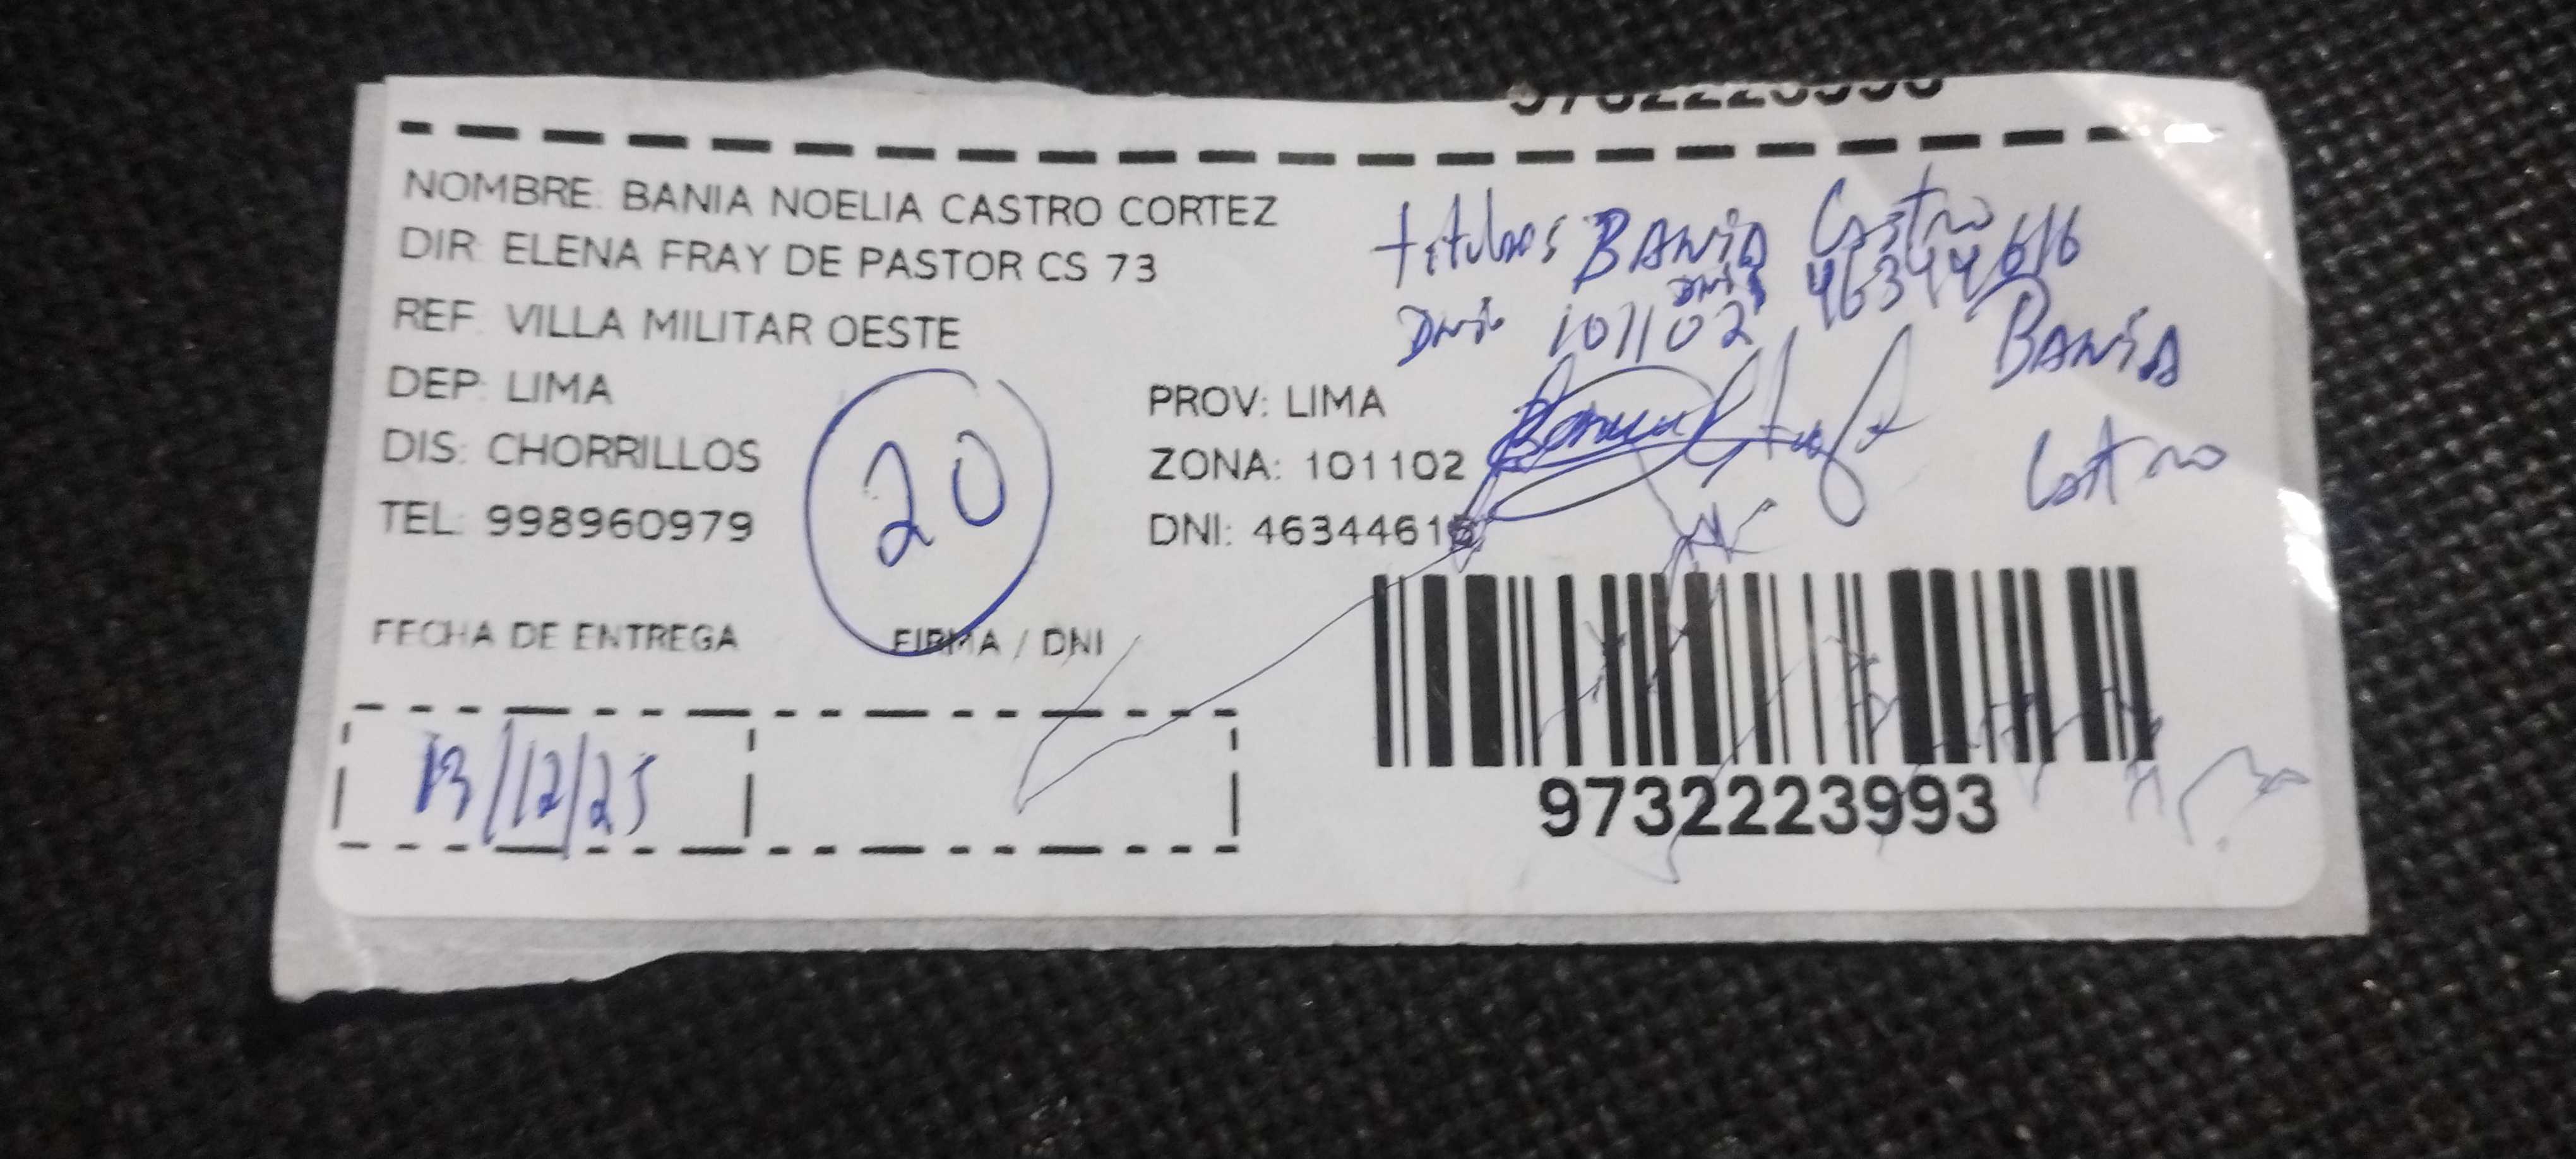 NOMBRE: BANIA NOELIA CASTRO CORTEZ
DIR: ELENA FRAY DE PASTOR CS 73
REF: VILLA MILITAR OESTE
DEP: LIMA
PROV: LIMA
DIS: CHORRILLOS
ZONA: 101102
TEL: 998960979
DNI: 46344616
20
titular BANIA Castro
DNI 46344616
DNI 101102
BANIA
Castro
FECHA DE ENTREGA
FIRMA / DNI
13/12/25
9732223993